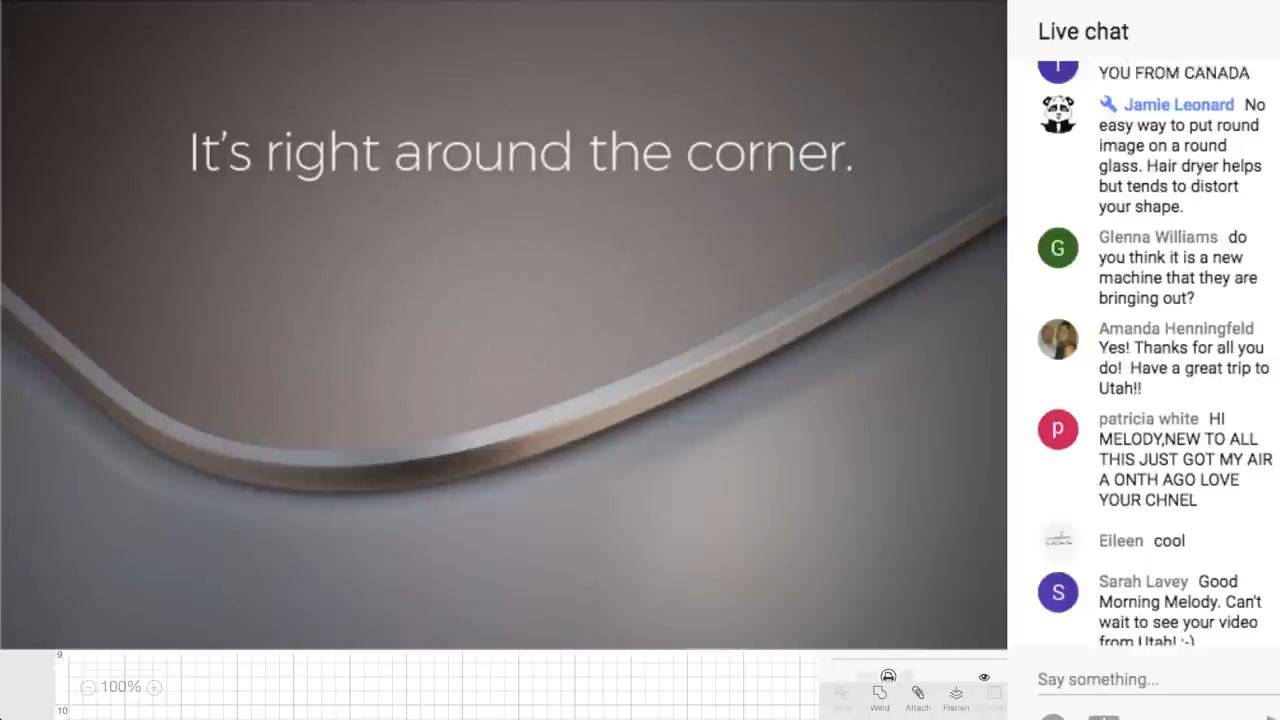 It's right around the corner.
Live chat
YOU FROM CANADA
Jamie Leonard No
easy way to put round
image on a round
glass. Hair dryer helps
but tends to distort
your shape.
G
Glenna Williams do
you think it is a new
machine that they are
bringing out?
Amanda Henningfeld
Yes! Thanks for all you
do! Have a great trip to
Utah!!
p
patricia white HI
MELODY,NEW TO ALL
THIS JUST GOT MY AIR
A ONTH AGO LOVE
YOUR CHNEL
Eileen cool
S
Sarah Lavey Good
Morning Melody. Can't
wait to see your video
from Utah! :-)
Say something...
9
100%
10
Weld Attach Flatten